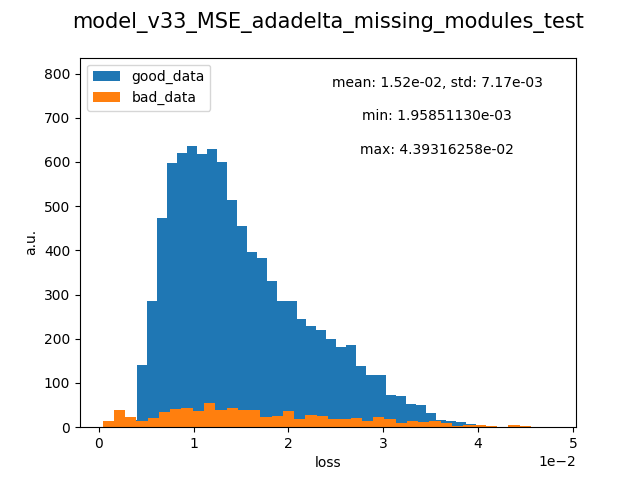 model_v33_MSE_adadelta_missing_modules_test
good_data
bad_data
mean: 1.52e-02, std: 7.17e-03
min: 1.95851130e-03
max: 4.39316258e-02
a.u.
800
700
600
500
400
300
200
100
0
0 1 2 3 4 5
loss
1e−2